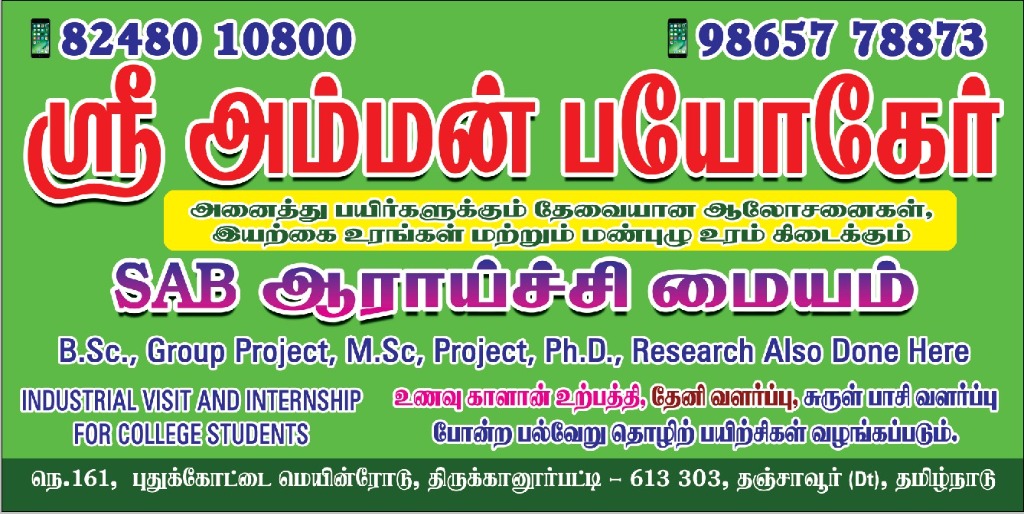 82480 10800 98657 78873
ஸ்ரீ அம்மன் பயோகேர்
அனைத்து பயிர்களுக்கும் தேவையான ஆலோசனைகள்,
இயற்கை உரங்கள் மற்றும் மண்புழு உரம் கிடைக்கும்
SAB ஆராய்ச்சி மையம்
B.Sc., Group Project, M.Sc, Project, Ph.D., Research Also Done Here
INDUSTRIAL VISIT AND INTERNSHIP
FOR COLLEGE STUDENTS
உணவு காளான் உற்பத்தி, தேனி வளர்ப்பு, சுருள் பாசி வளர்ப்பு
போன்ற பல்வேறு தொழிற் பயிற்சிகள் வழங்கப்படும்.
நெ.161, புதுக்கோட்டை மெயின்ரோடு, திருக்கானூர்பட்டி – 613 303, தஞ்சாவூர் (Dt), தமிழ்நாடு